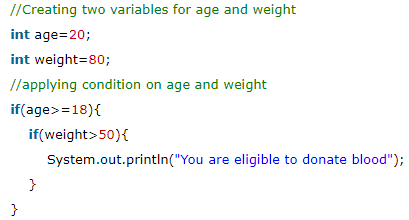 //Creating two variables for age and weight
int age=20;
int weight=80;
//applying condition on age and weight
if(age>=18){
if(weight>50){
System.out.println("You are eligible to donate blood");
}
}